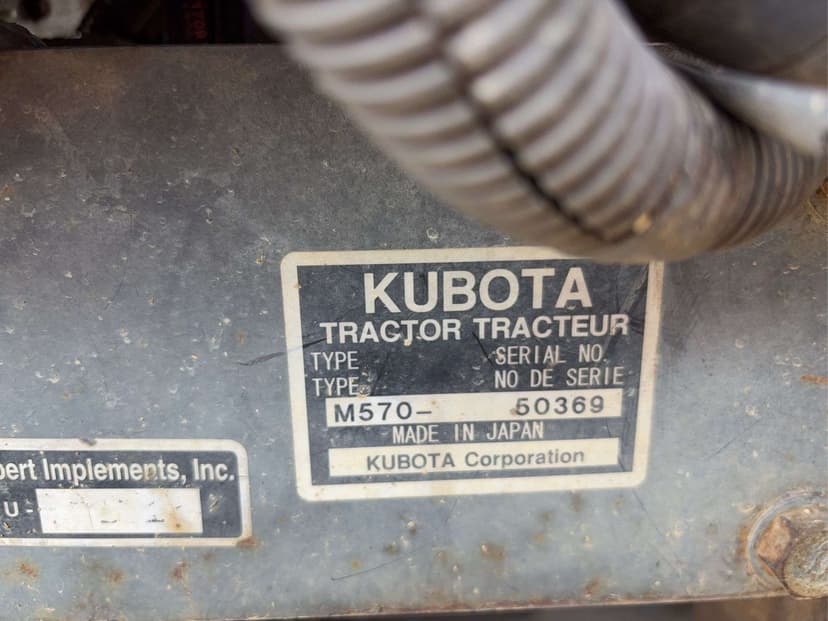 KUBOTA
TRACTOR TRACTEUR
TYPE SERIAL NO.
TYPE NO DE SERIE
M570- 50369
MADE IN JAPAN
KUBOTA Corporation
Implements, Inc.
U-